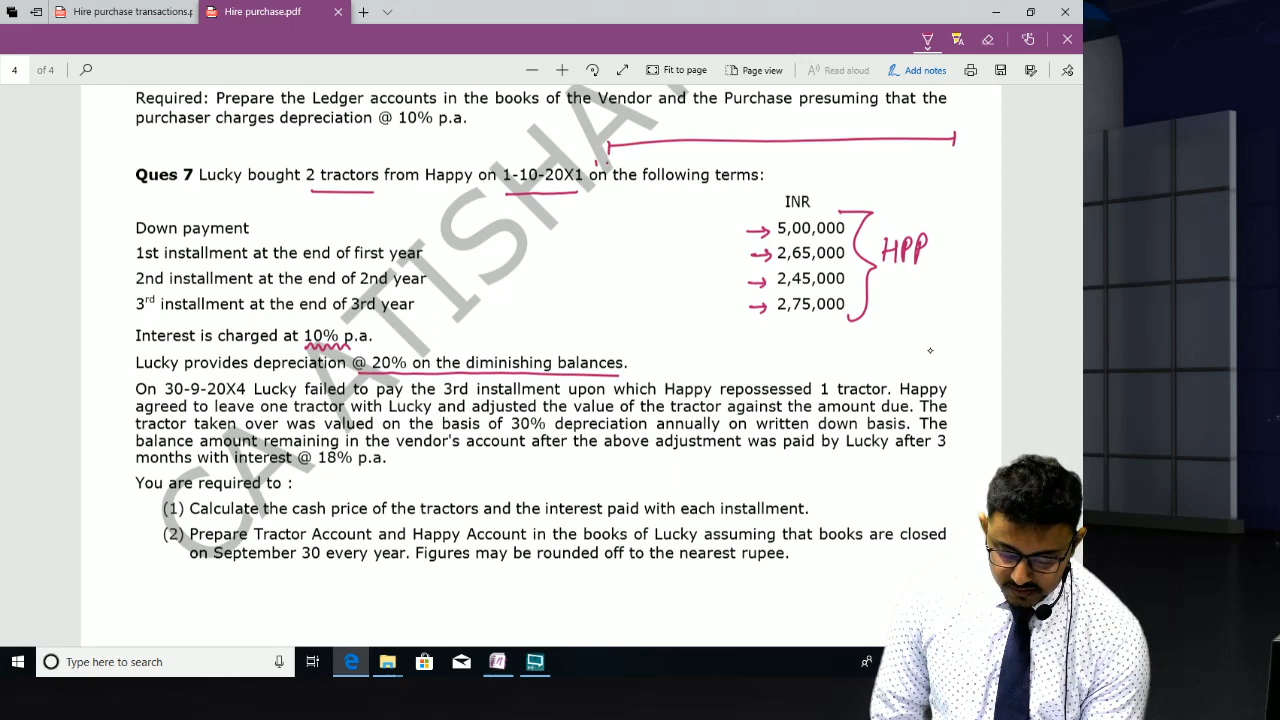 Hire purchase transactions.p
Hire purchase.pdf
4 of 4
Fit to page
Page view
Read aloud
Add notes
Required: Prepare the Ledger accounts in the books of the Vendor and the Purchase presuming that the
purchaser charges depreciation @ 10% p.a.
Ques 7 Lucky bought 2 tractors from Happy on 1-10-20X1 on the following terms:
INR
Down payment 5,00,000
1st installment at the end of first year 2,65,000
HPP
2nd installment at the end of 2nd year 2,45,000
3rd installment at the end of 3rd year 2,75,000
Interest is charged at 10% p.a.
Lucky provides depreciation @ 20% on the diminishing balances.
On 30-9-20X4 Lucky failed to pay the 3rd installment upon which Happy repossessed 1 tractor. Happy
agreed to leave one tractor with Lucky and adjusted the value of the tractor against the amount due. The
tractor taken over was valued on the basis of 30% depreciation annually on written down basis. The
balance amount remaining in the vendor's account after the above adjustment was paid by Lucky after 3
months with interest @ 18% p.a.
You are required to :
(1) Calculate the cash price of the tractors and the interest paid with each installment.
(2) Prepare Tractor Account and Happy Account in the books of Lucky assuming that books are closed
on September 30 every year. Figures may be rounded off to the nearest rupee.
CA ATISHAY
Type here to search